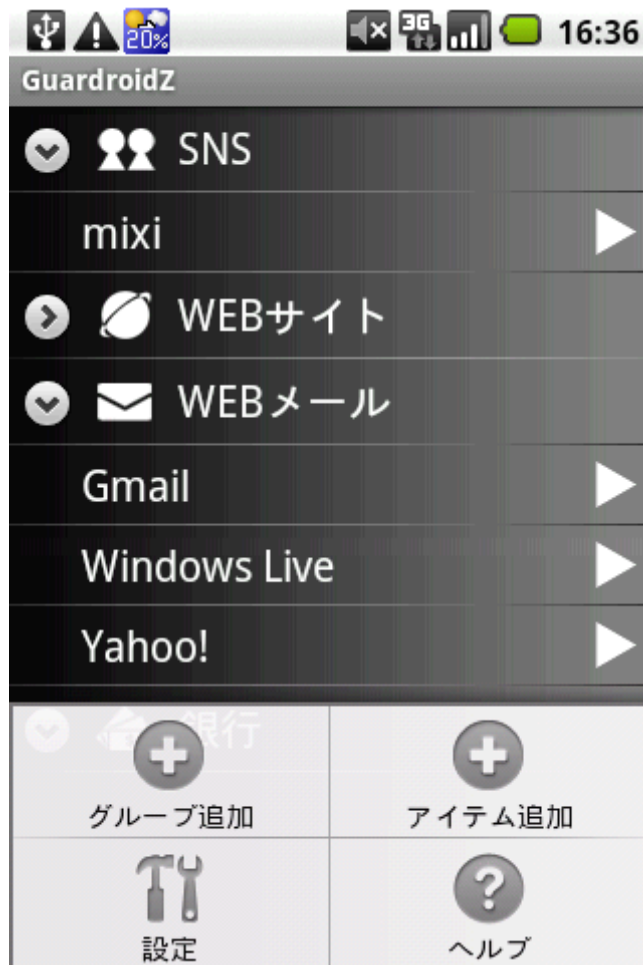 20% 3G 16:36
GuardroidZ
SNS
mixi
WEBサイト
WEBメール
Gmail
Windows Live
Yahoo!
銀行
グループ追加 アイテム追加
設定 ヘルプ